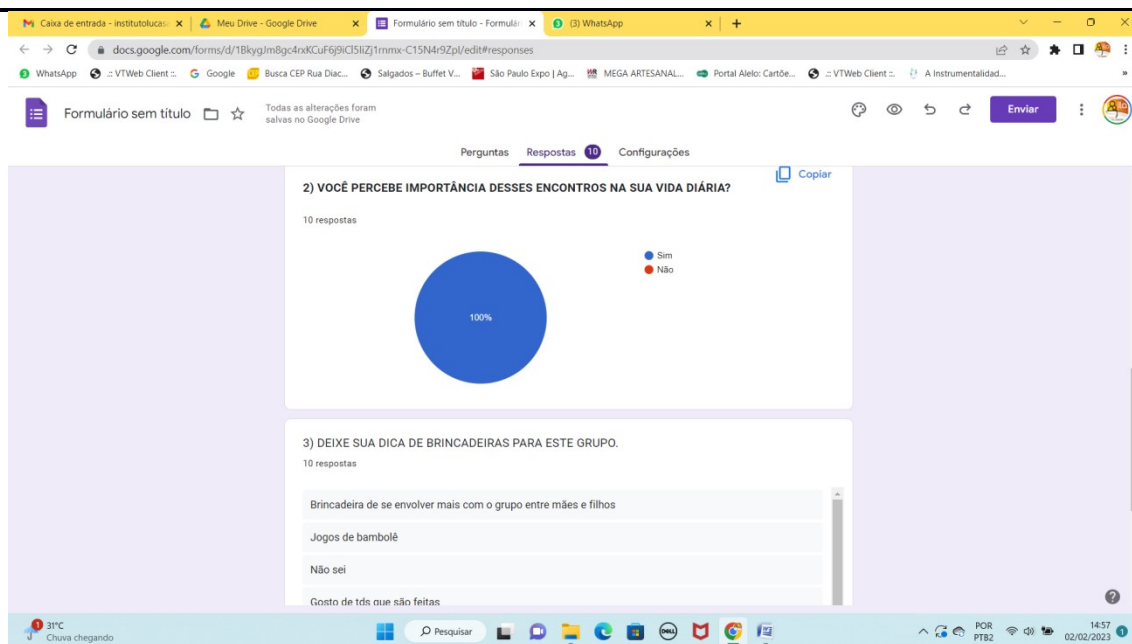 Caixa de entrada - institutolucas
Meu Drive - Google Drive
Formulário sem título - Formulár
(3) WhatsApp
docs.google.com/forms/d/1BkygJm8gc4rxKCuF6j9iCl5IiZj1rnmx-C15N4r9ZpI/edit#responses
WhatsApp
.:: VTWeb Client ::.
Google
Busca CEP Rua Diac...
Salgados – Buffet V...
São Paulo Expo | Ag...
MEGA ARTESANAL...
Portal Alelo: Cartõe...
.:: VTWeb Client ::.
A Instrumentalidad...
Formulário sem título
Todas as alterações foram
salvas no Google Drive
Enviar
Perguntas Respostas 10 Configurações
Copiar
2) VOCÊ PERCEBE IMPORTÂNCIA DESSES ENCONTROS NA SUA VIDA DIÁRIA?
10 respostas
Sim
Não
100%
3) DEIXE SUA DICA DE BRINCADEIRAS PARA ESTE GRUPO.
10 respostas
Brincadeira de se envolver mais com o grupo entre mães e filhos
Jogos de bambolê
Não sei
Gosto de tds que são feitas
1
31°C
Chuva chegando
Pesquisar
DELL
POR
PTB2
14:57
02/02/2023
1